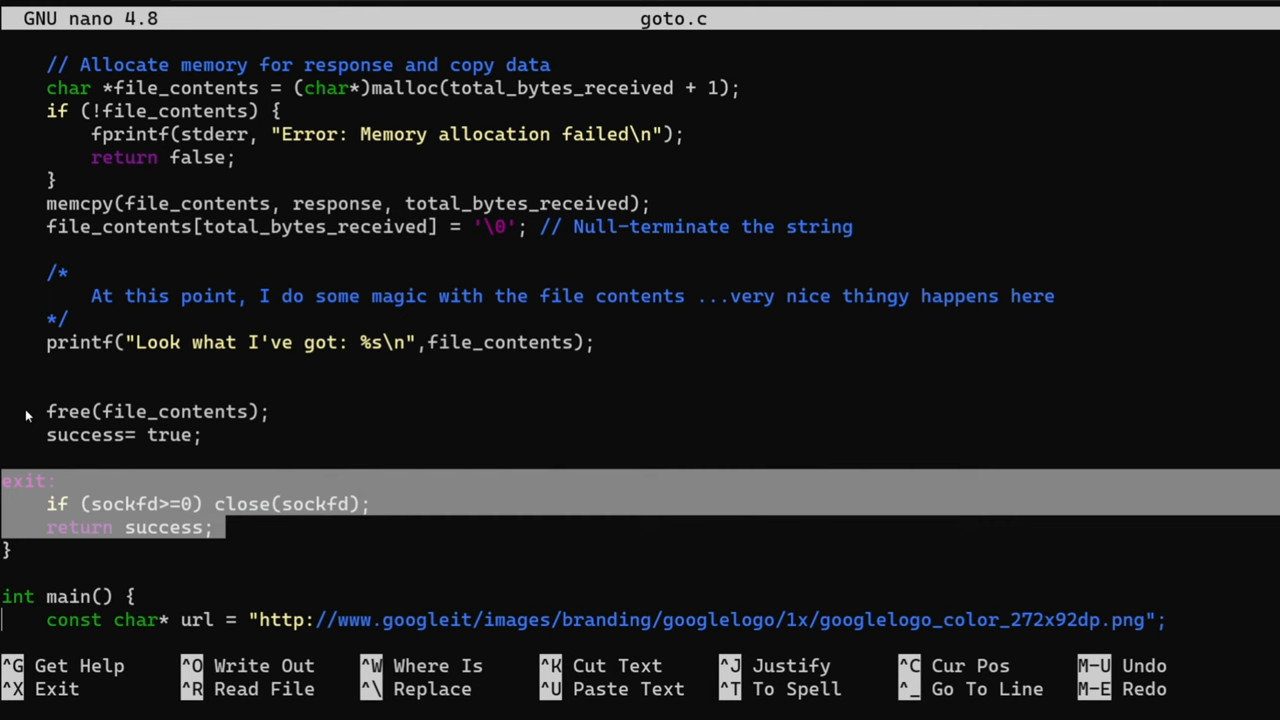 GNU nano 4.8 goto.c
// Allocate memory for response and copy data
char *file_contents = (char*)malloc(total_bytes_received + 1);
if (!file_contents) {
fprintf(stderr, "Error: Memory allocation failed\n");
return false;
}
memcpy(file_contents, response, total_bytes_received);
file_contents[total_bytes_received] = '\0'; // Null-terminate the string
/*
At this point, I do some magic with the file contents ...very nice thingy happens here
*/
printf("Look what I've got: %s\n",file_contents);
free(file_contents);
success= true;
exit:
if (sockfd>=0) close(sockfd);
return success;
}
int main() {
const char* url = "http://www.googleit/images/branding/googlelogo/1x/googlelogo_color_272x92dp.png";
^G Get Help ^O Write Out ^W Where Is ^K Cut Text ^J Justify ^C Cur Pos M-U Undo
^X Exit ^R Read File ^\ Replace ^U Paste Text ^T To Spell ^_ Go To Line M-E Redo